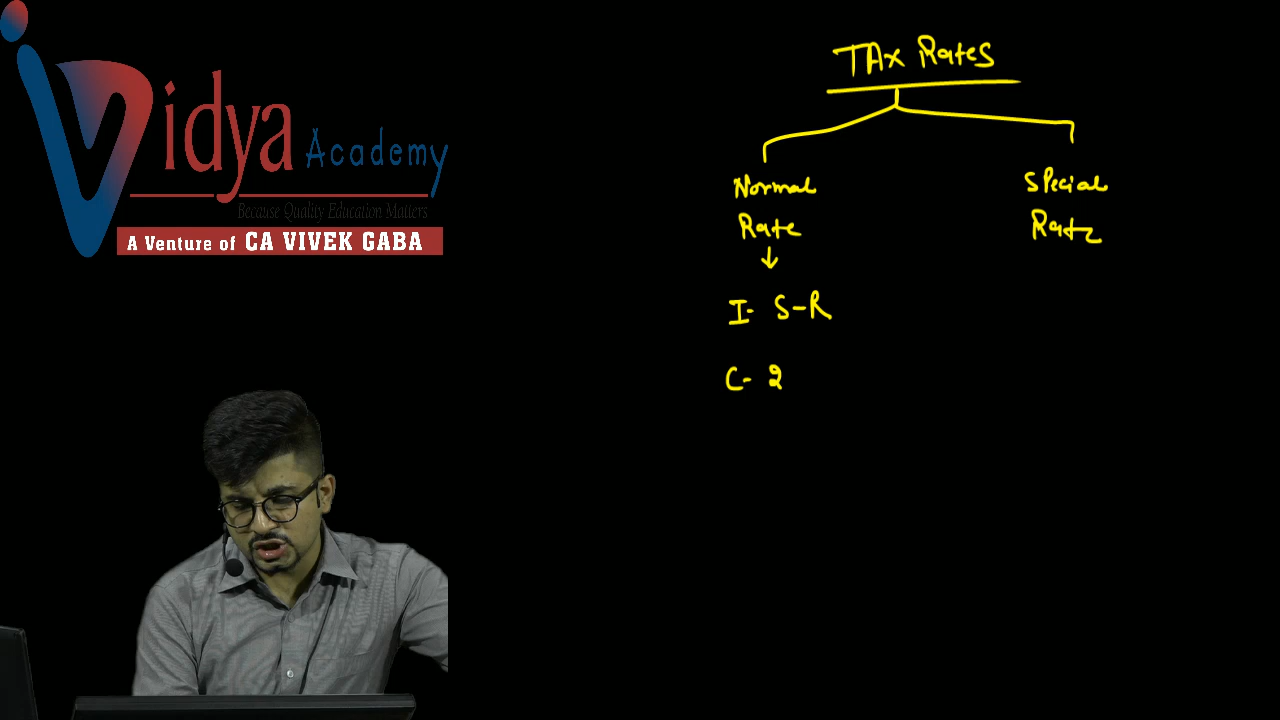 Vidya Academy
Because Quality Education Matters
A Venture of CA VIVEK GABA
TAx Rates
Normal Rate
Special Rate
I- S-R
C- 2